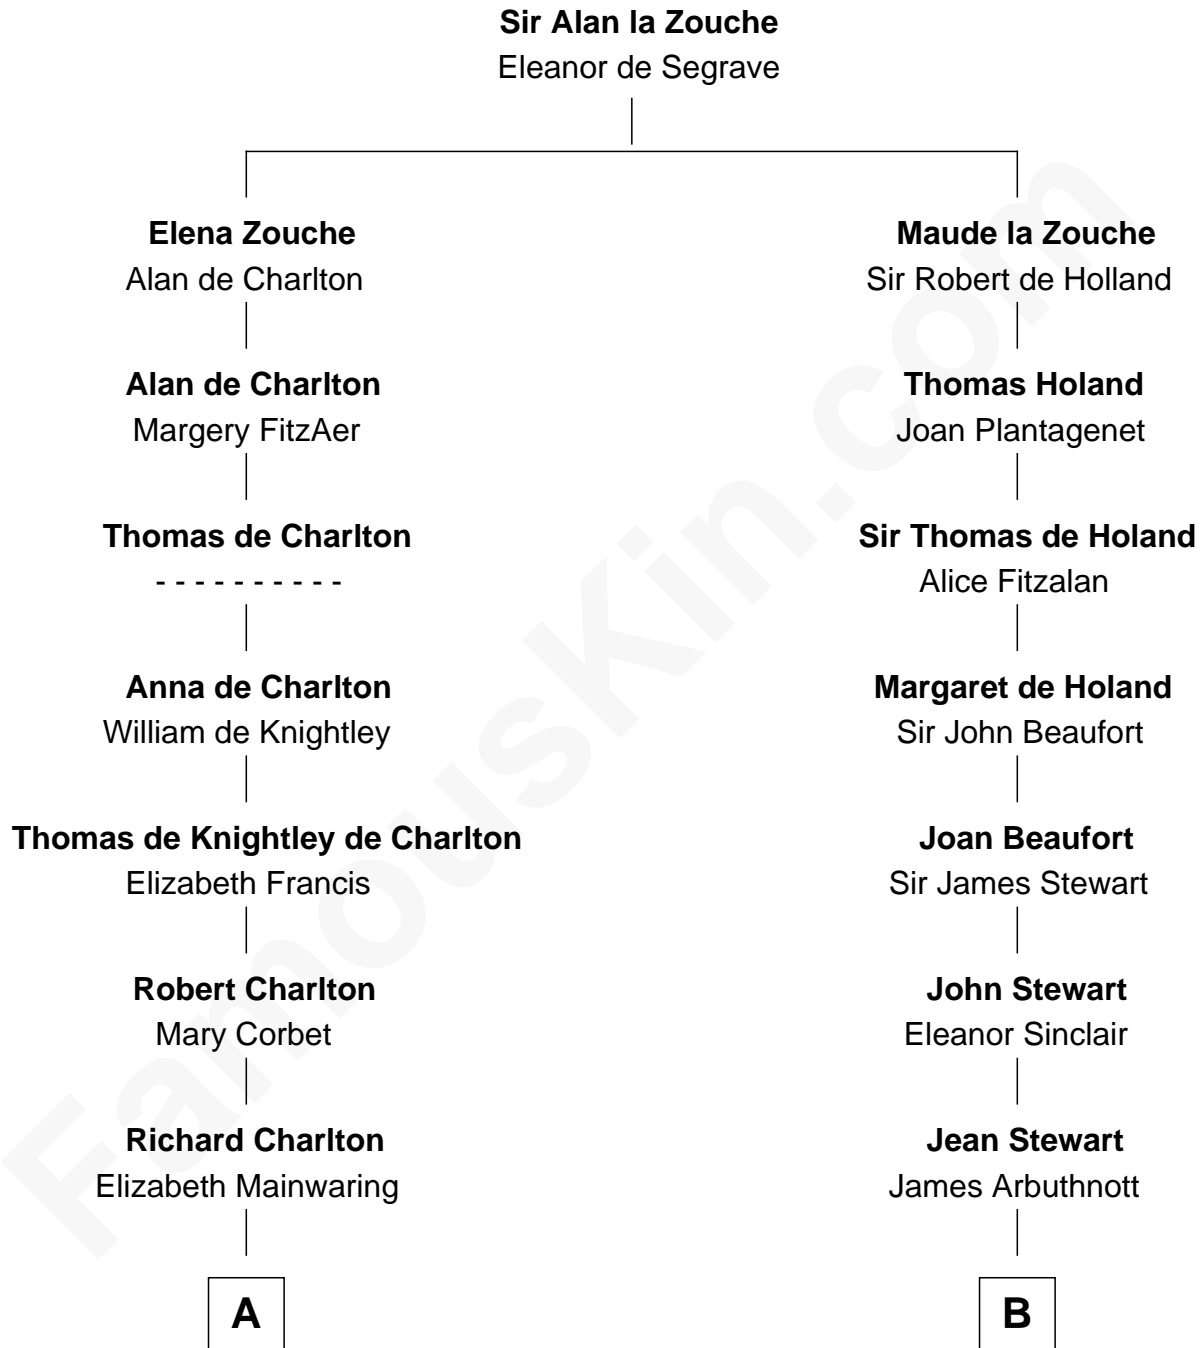 Sir Alan la Zouche
Eleanor de Segrave
Elena Zouche
Alan de Charlton
Maude la Zouche
Sir Robert de Holland
Alan de Charlton
Margery FitzAer
Thomas Holand
Joan Plantagenet
Thomas de Charlton
- - - - - - - - - -
Sir Thomas de Holand
Alice Fitzalan
Anna de Charlton
William de Knightley
Margaret de Holand
Sir John Beaufort
Thomas de Knightley de Charlton
Elizabeth Francis
Joan Beaufort
Sir James Stewart
Robert Charlton
Mary Corbet
John Stewart
Eleanor Sinclair
Richard Charlton
Elizabeth Mainwaring
Jean Stewart
James Arbuthnott
A
B
FamousKin.com